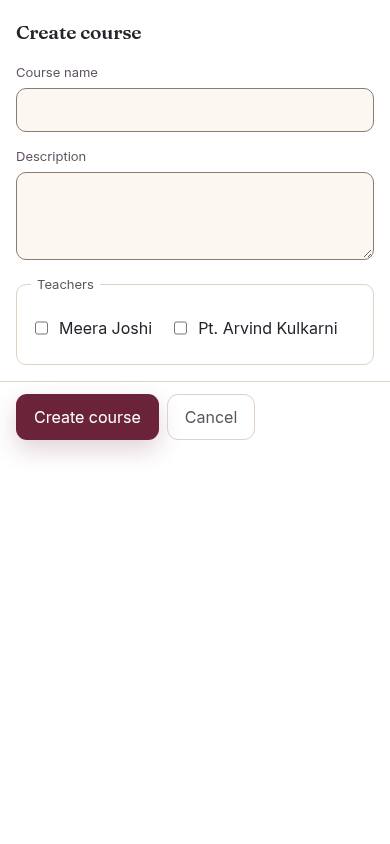 Create course
Course name
Description
Teachers
Meera Joshi Pt. Arvind Kulkarni
Create course Cancel